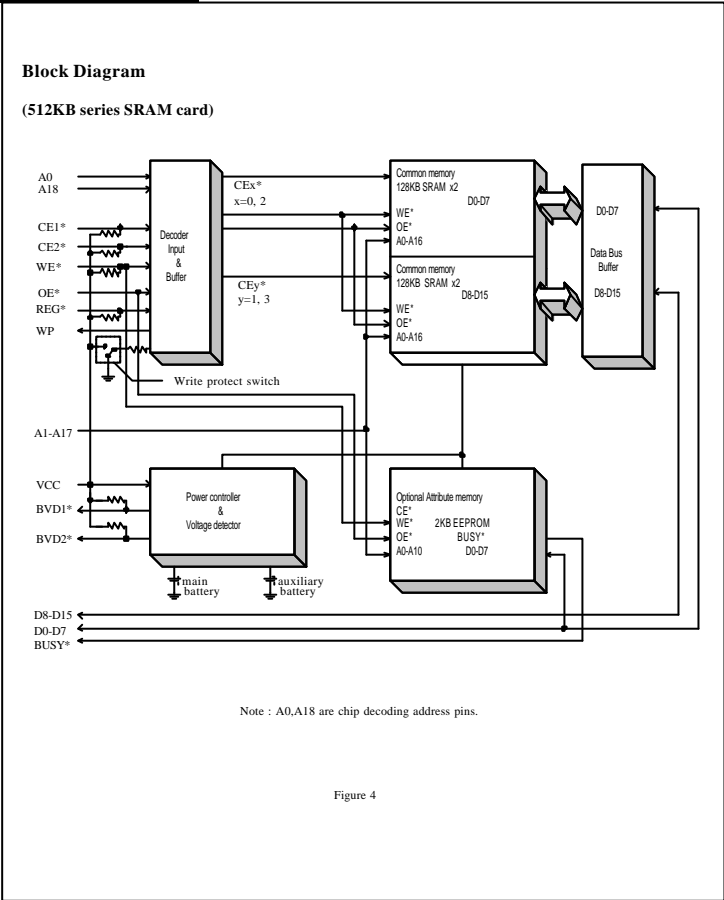 Block Diagram
(512KB series SRAM card)
A0
A18
CE1*
CE2*
WE*
OE*
REG*
WP
Decoder
Input
&
Buffer
CEx*
x=0, 2
CEy*
y=1, 3
Common memory
128KB SRAM x2
D0-D7
WE*
OE*
A0-A16
Common memory
128KB SRAM x2
D8-D15
WE*
OE*
A0-A16
D0-D7
Data Bus
Buffer
D8-D15
Write protect switch
A1-A17
VCC
BVD1*
BVD2*
Power controller
&
Voltage detector
main
battery
auxiliary
battery
Optional Attribute memory
CE*
WE* 2KB EEPROM
OE* BUSY*
A0-A10 D0-D7
D8-D15
D0-D7
BUSY*
Note : A0,A18 are chip decoding address pins.
Figure 4